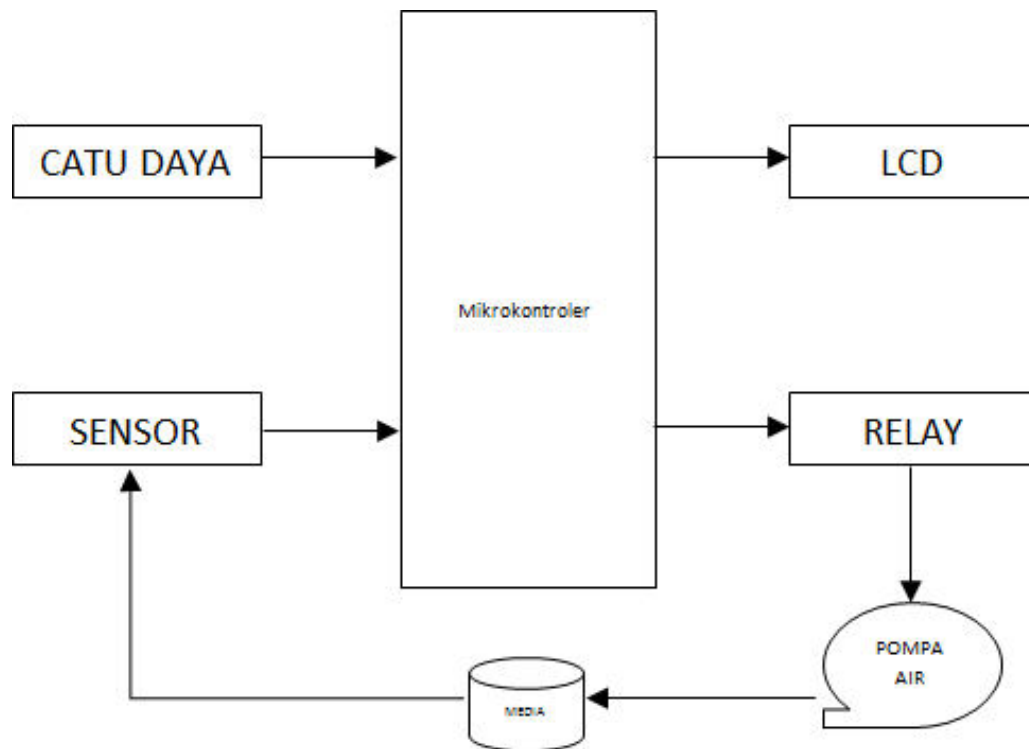 CATU DAYA
LCD
Mikrokontroler
SENSOR
RELAY
POMPA
AIR
MEDIA